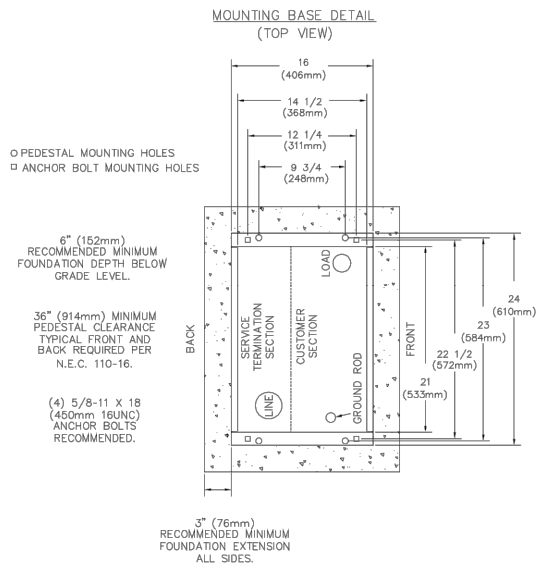 MOUNTING BASE DETAIL
(TOP VIEW)
16
(406mm)
14 1/2
(368mm)
12 1/4
(311mm)
9 3/4
(248mm)
PEDESTAL MOUNTING HOLES
ANCHOR BOLT MOUNTING HOLES
6" (152mm)
RECOMMENDED MINIMUM
FOUNDATION DEPTH BELOW
GRADE LEVEL.
36" (914mm) MINIMUM
PEDESTAL CLEARANCE
TYPICAL FRONT AND
BACK REQUIRED PER
N.E.C. 110-16.
(4) 5/8-11 X 18
(450mm 16UNC)
ANCHOR BOLTS
RECOMMENDED.
BACK
SERVICE
TERMINATION
SECTION
CUSTOMER
SECTION
LOAD
LINE
GROUND ROD
FRONT
21
(533mm)
22 1/2
(572mm)
23
(584mm)
24
(610mm)
3" (76mm)
RECOMMENDED MINIMUM
FOUNDATION EXTENSION
ALL SIDES.